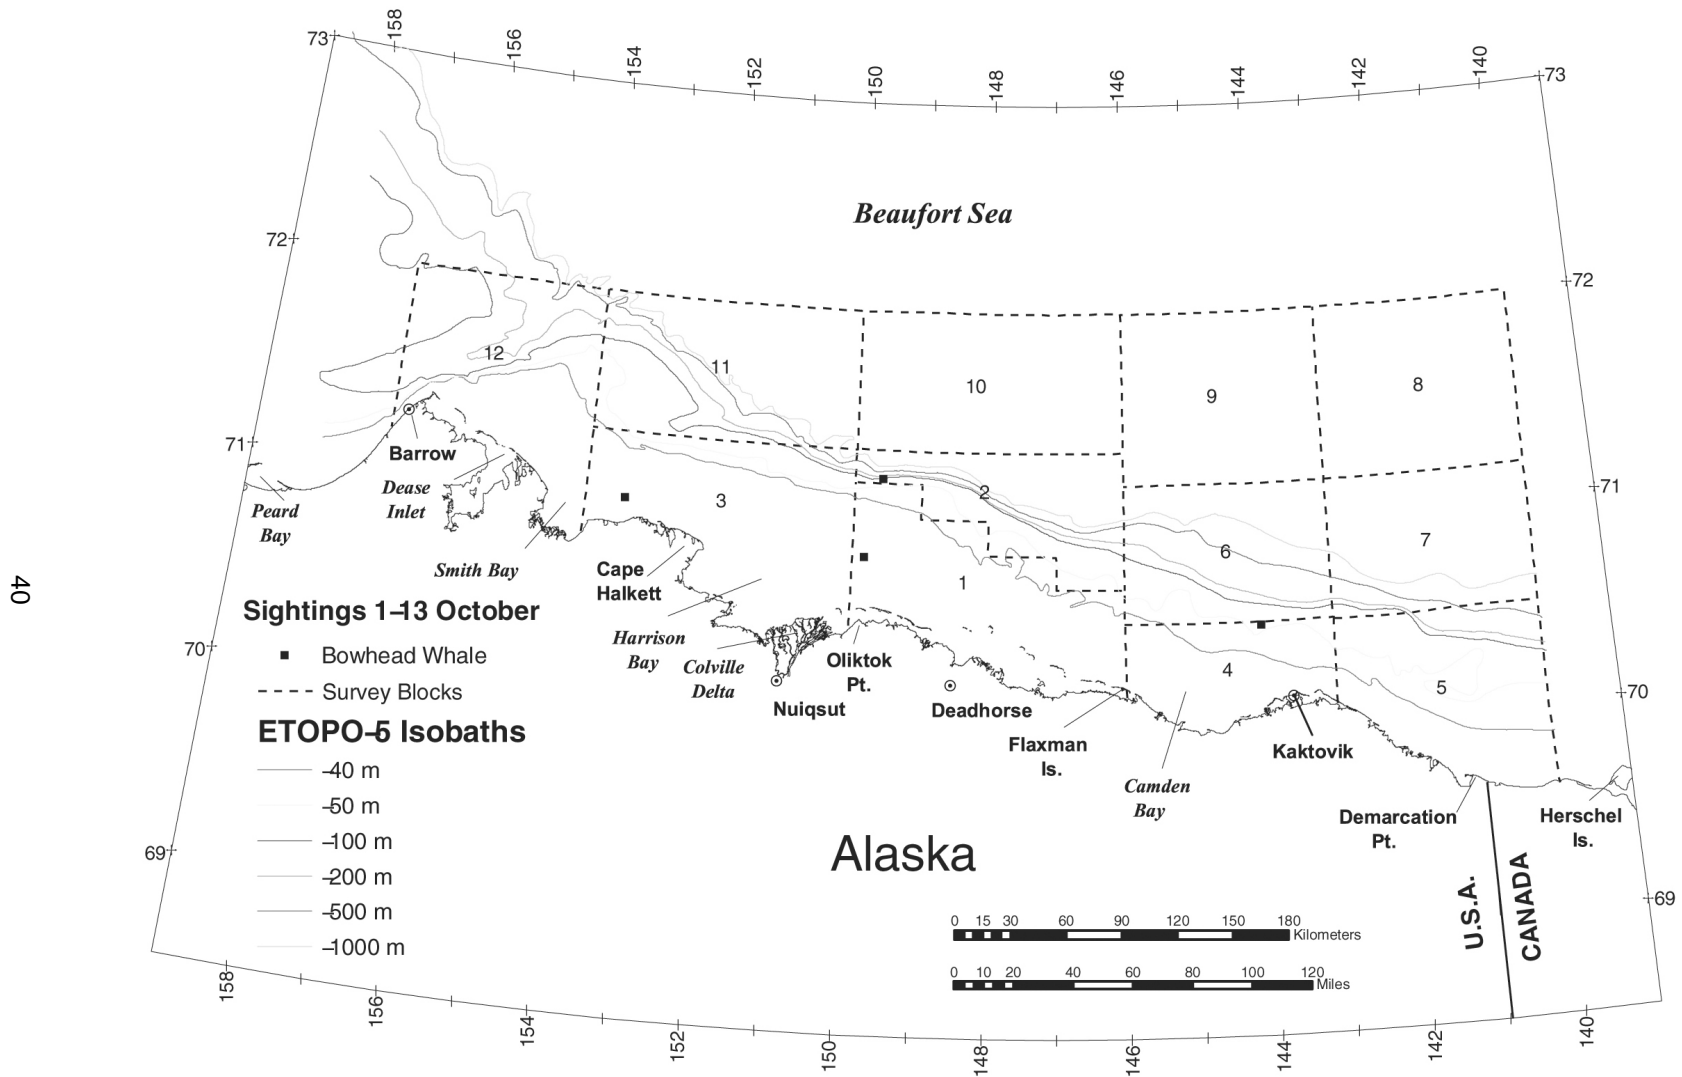 158
156
154
152
150
148
146
144
142
140
73
73
72
72
71
71
70
70
69
69
Beaufort Sea
12
11
10
9
8
3
2
6
7
1
4
5
Barrow
Dease
Inlet
Peard
Bay
Smith Bay
Cape
Halkett
Harrison
Bay
Colville
Delta
Oliktok
Pt.
Nuiqsut
Deadhorse
Flaxman
Is.
Camden
Bay
Kaktovik
Demarcation
Pt.
Herschel
Is.
40
Sightings 1–13 October
Bowhead Whale
Survey Blocks
ETOPO–5 Isobaths
–40 m
–50 m
–100 m
–200 m
–500 m
–1000 m
Alaska
U.S.A.
CANADA
0 15 30 60 90 120 150 180
Kilometers
0 10 20 40 60 80 100 120
Miles
158
156
154
152
150
148
146
144
142
140